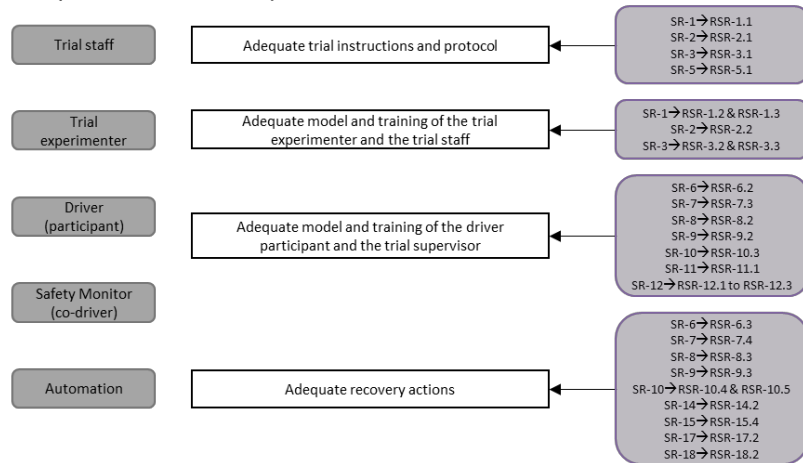 Trial staff
Adequate trial instructions and protocol
SR-1→RSR-1.1
SR-2→RSR-2.1
SR-3→RSR-3.1
SR-5→RSR-5.1
Trial
experimenter
Adequate model and training of the trial
experimenter and the trial staff
SR-1→RSR-1.2 & RSR-1.3
SR-2→RSR-2.2
SR-3→RSR-3.2 & RSR-3.3
Driver
(participant)
Adequate model and training of the driver
participant and the trial supervisor
SR-6→RSR-6.2
SR-7→RSR-7.3
SR-8→RSR-8.2
SR-9→RSR-9.2
SR-10→RSR-10.3
SR-11→RSR-11.1
SR-12→RSR-12.1 to RSR-12.3
Safety Monitor
(co-driver)
Automation
Adequate recovery actions
SR-6→RSR-6.3
SR-7→RSR-7.4
SR-8→RSR-8.3
SR-9→RSR-9.3
SR-10→RSR-10.4 & RSR-10.5
SR-14→RSR-14.2
SR-15→RSR-15.4
SR-17→RSR-17.2
SR-18→RSR-18.2